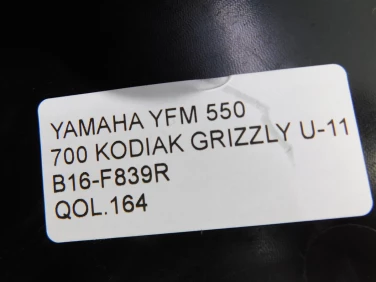 YAMAHA YFM 550
700 KODIAK GRIZZLY U-11
B16-F839R
QOL.164